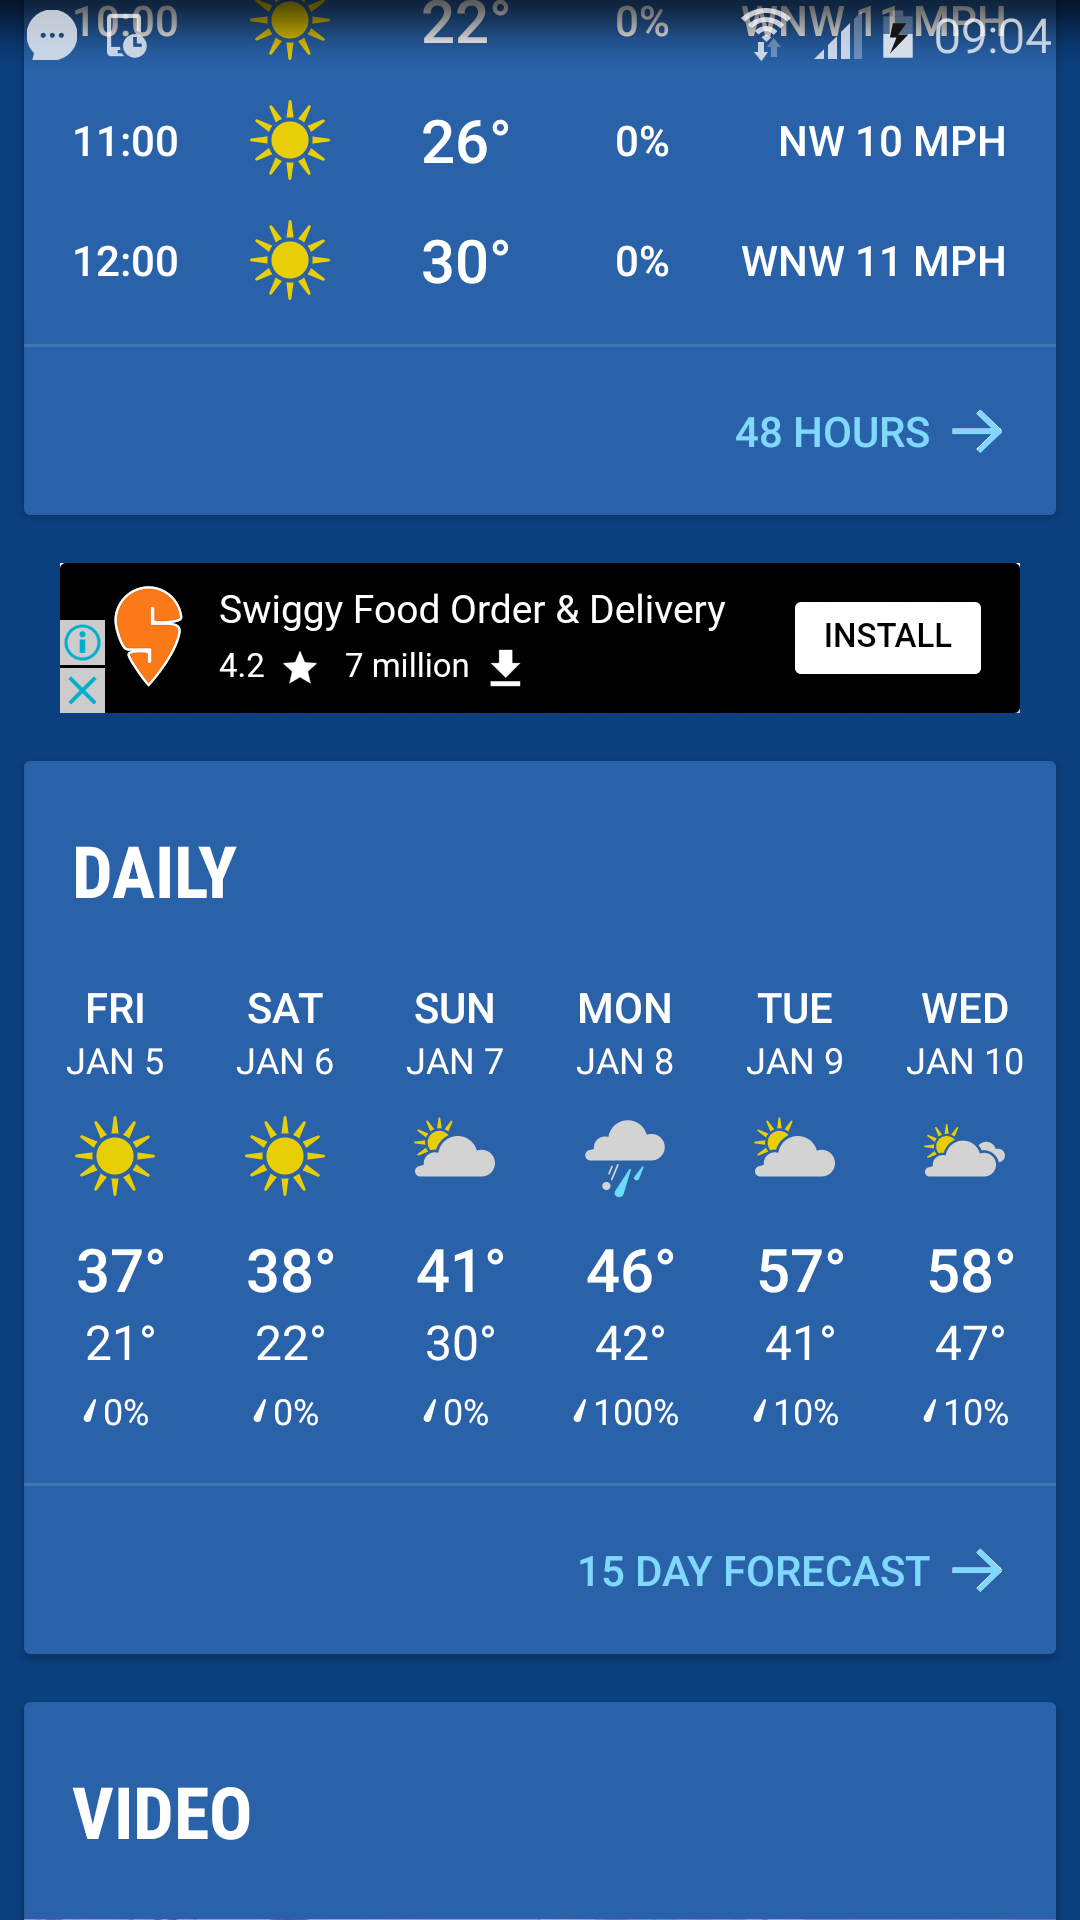 10:00 22° 0% WNW 11 MPH
09:04
11:00 26° 0% NW 10 MPH
12:00 30° 0% WNW 11 MPH
48 HOURS
Swiggy Food Order & Delivery
4.2 7 million
INSTALL
DAILY
FRI SAT SUN MON TUE WED
JAN 5 JAN 6 JAN 7 JAN 8 JAN 9 JAN 10
37° 38° 41° 46° 57° 58°
21° 22° 30° 42° 41° 47°
0% 0% 0% 100% 10% 10%
15 DAY FORECAST
VIDEO